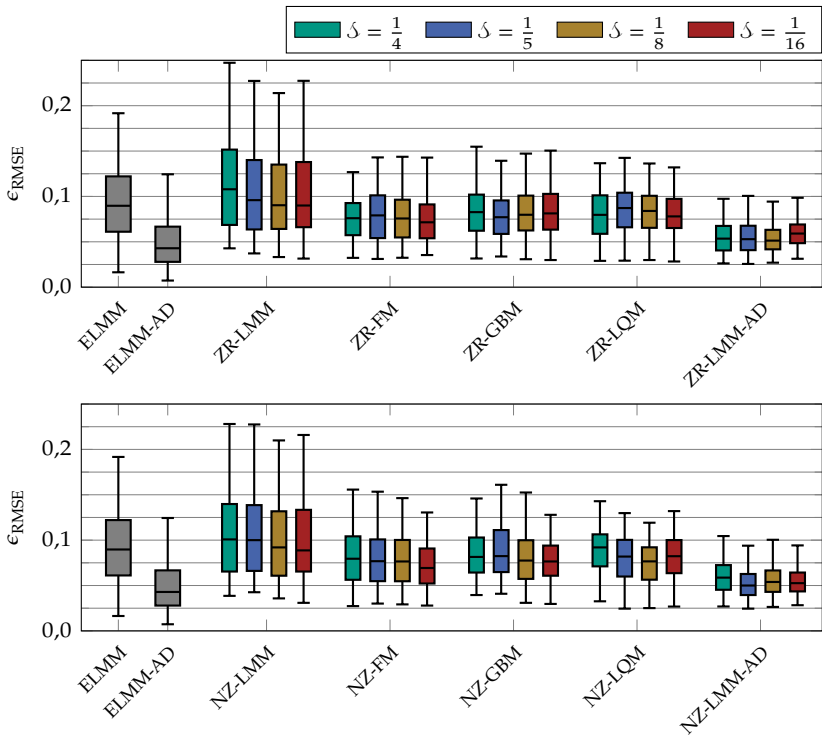 𝓈 = 1/4 𝓈 = 1/5 𝓈 = 1/8 𝓈 = 1/16
0,2
0,1
0,0
ϵRMSE
ELMM
ELMM-AD
ZR-LMM
ZR-FM
ZR-GBM
ZR-LQM
ZR-LMM-AD
0,2
0,1
0,0
ϵRMSE
ELMM
ELMM-AD
NZ-LMM
NZ-FM
NZ-GBM
NZ-LQM
NZ-LMM-AD